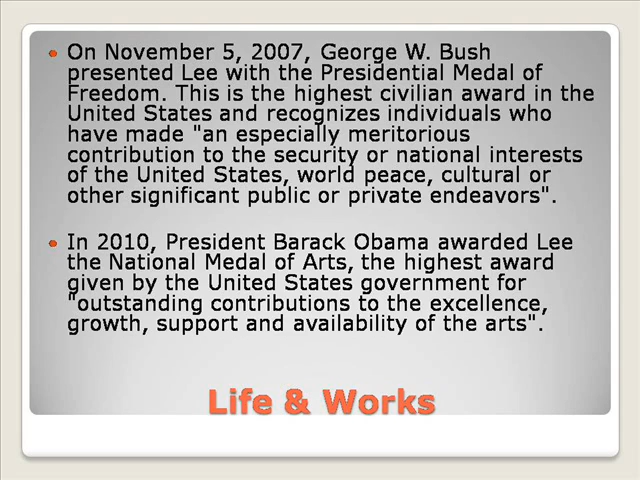 On November 5, 2007, George W. Bush
presented Lee with the Presidential Medal of
Freedom. This is the highest civilian award in the
United States and recognizes individuals who
have made "an especially meritorious
contribution to the security or national interests
of the United States, world peace, cultural or
other significant public or private endeavors".
In 2010, President Barack Obama awarded Lee
the National Medal of Arts, the highest award
given by the United States government for
"outstanding contributions to the excellence,
growth, support and availability of the arts".
Life & Works